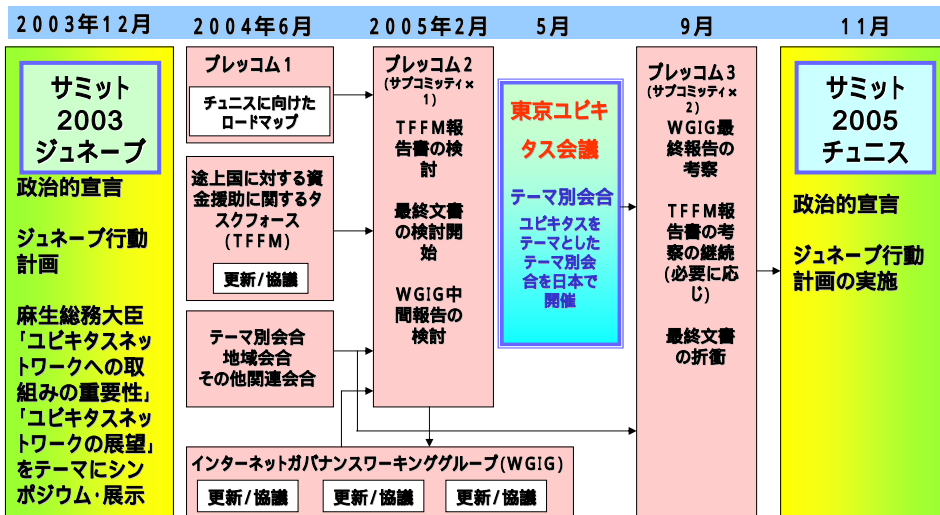 2003年12月
2004年6月
2005年2月
5月
9月
11月
サミット
2003
ジュネーブ
政治的宣言
ジュネーブ行動
計画
麻生総務大臣
「ユビキタスネッ
トワークへの取
組みの重要性」
「ユビキタスネッ
トワークの展望」
をテーマにシン
ポジウム・展示
プレッコム1
チュニスに向けた
ロードマップ
途上国に対する資
金援助に関するタ
スクフォース
(TFFM)
更新/協議
テーマ別会合
地域会合
その他関連会合
プレッコム2
(サブコミッティ×
1)
TFFM報
告書の検
討
最終文書
の検討開
始
WGIG中
間報告の
検討
インターネットガバナンスワーキンググループ(WGIG)
更新/協議
更新/協議
更新/協議
東京ユビキ
タス会議
テーマ別会合
ユビキタスを
テーマとした
テーマ別会
合を日本で
開催
プレッコム3
(サブコミッティ×
2)
WGIG最
終報告の
考察
TFFM報
告書の考
察の継続
(必要に応
じ)
最終文書
の折衝
サミット
2005
チュニス
政治的宣言
ジュネーブ行動
計画の実施